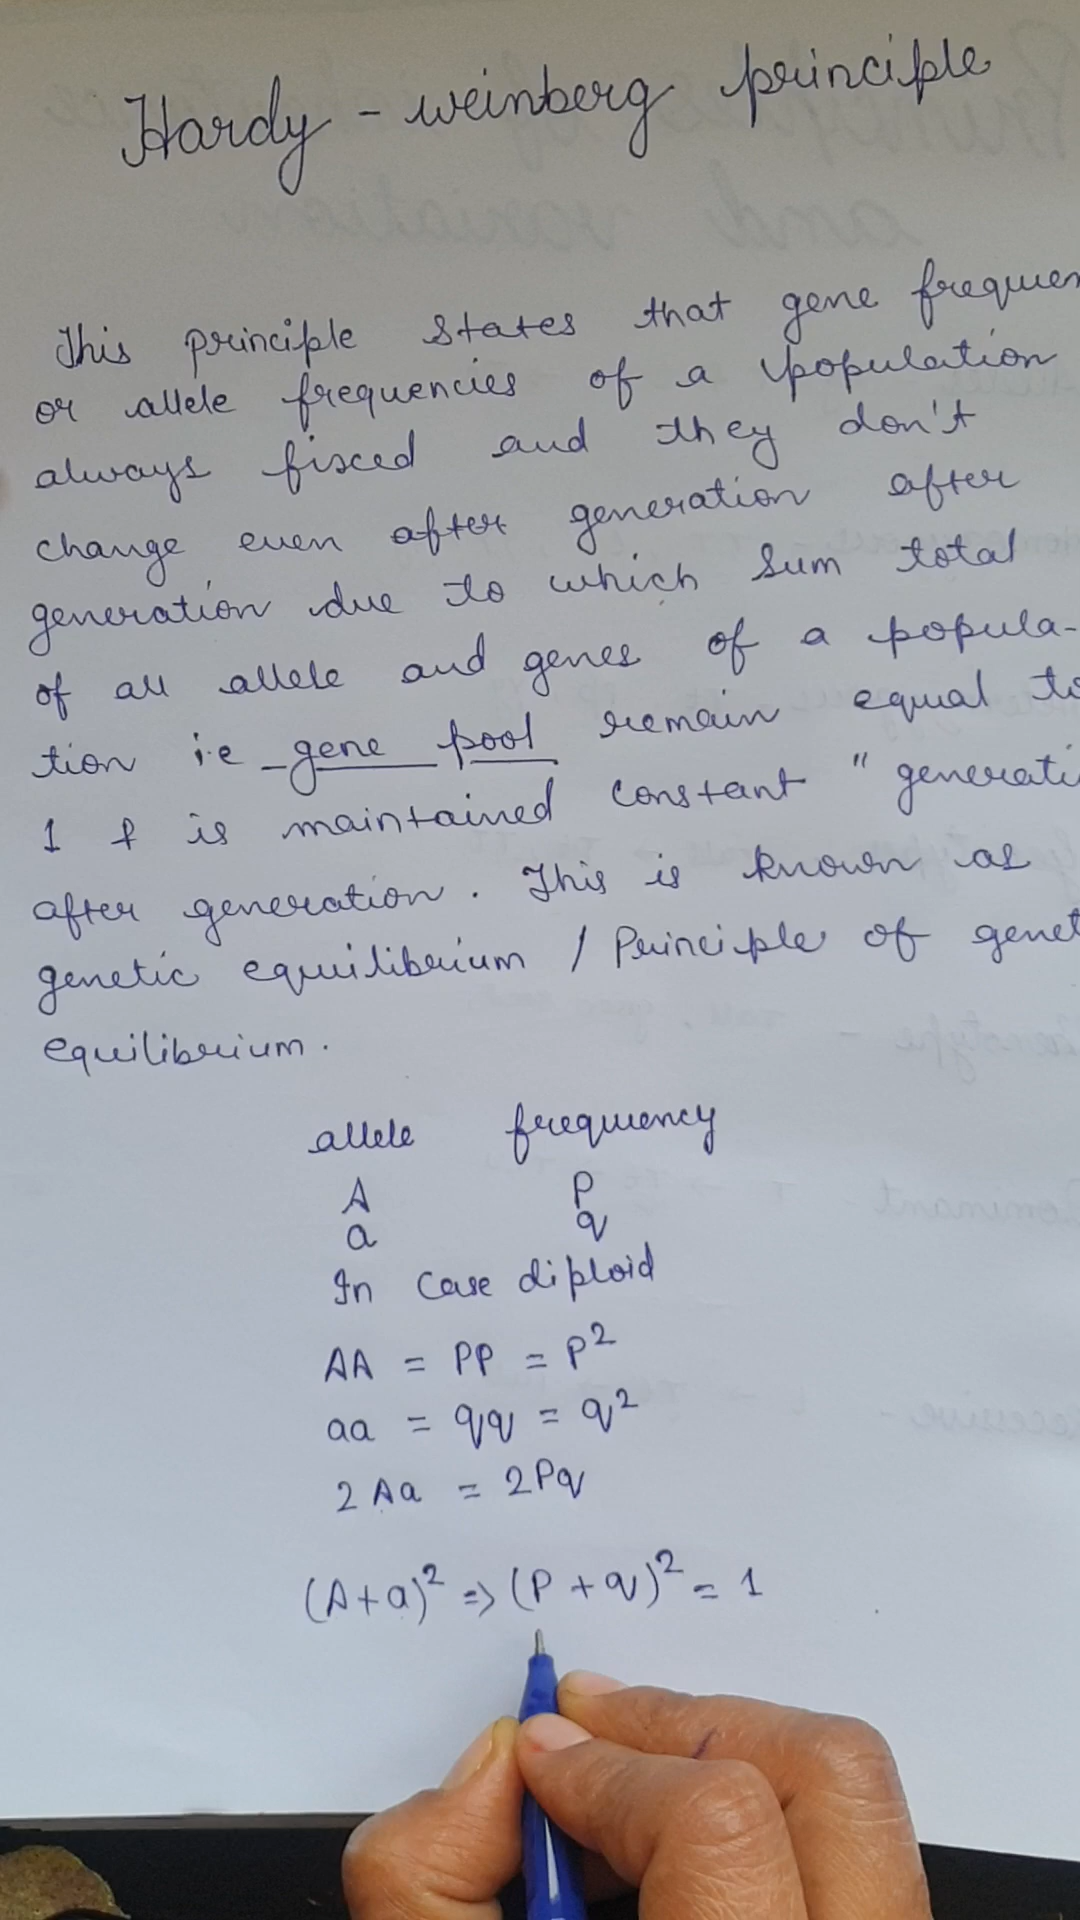 Hardy-weinberg principle
This principle states that gene frequen
or allele frequencies of a population
always fixed and they don't
change even after generation after
generation due to which sum total
of all allele and genes of a popula-
tion i.e gene pool remain equal to
1 & is maintained constant " generati
after generation. This is known as
genetic equilibrium / Principle of genet
equilibrium.
allele frequency
A P
a q
In case diploid
AA = PP = P²
aa = qq = q²
2 Aa = 2Pq
(A+a)² => (P+q)² = 1